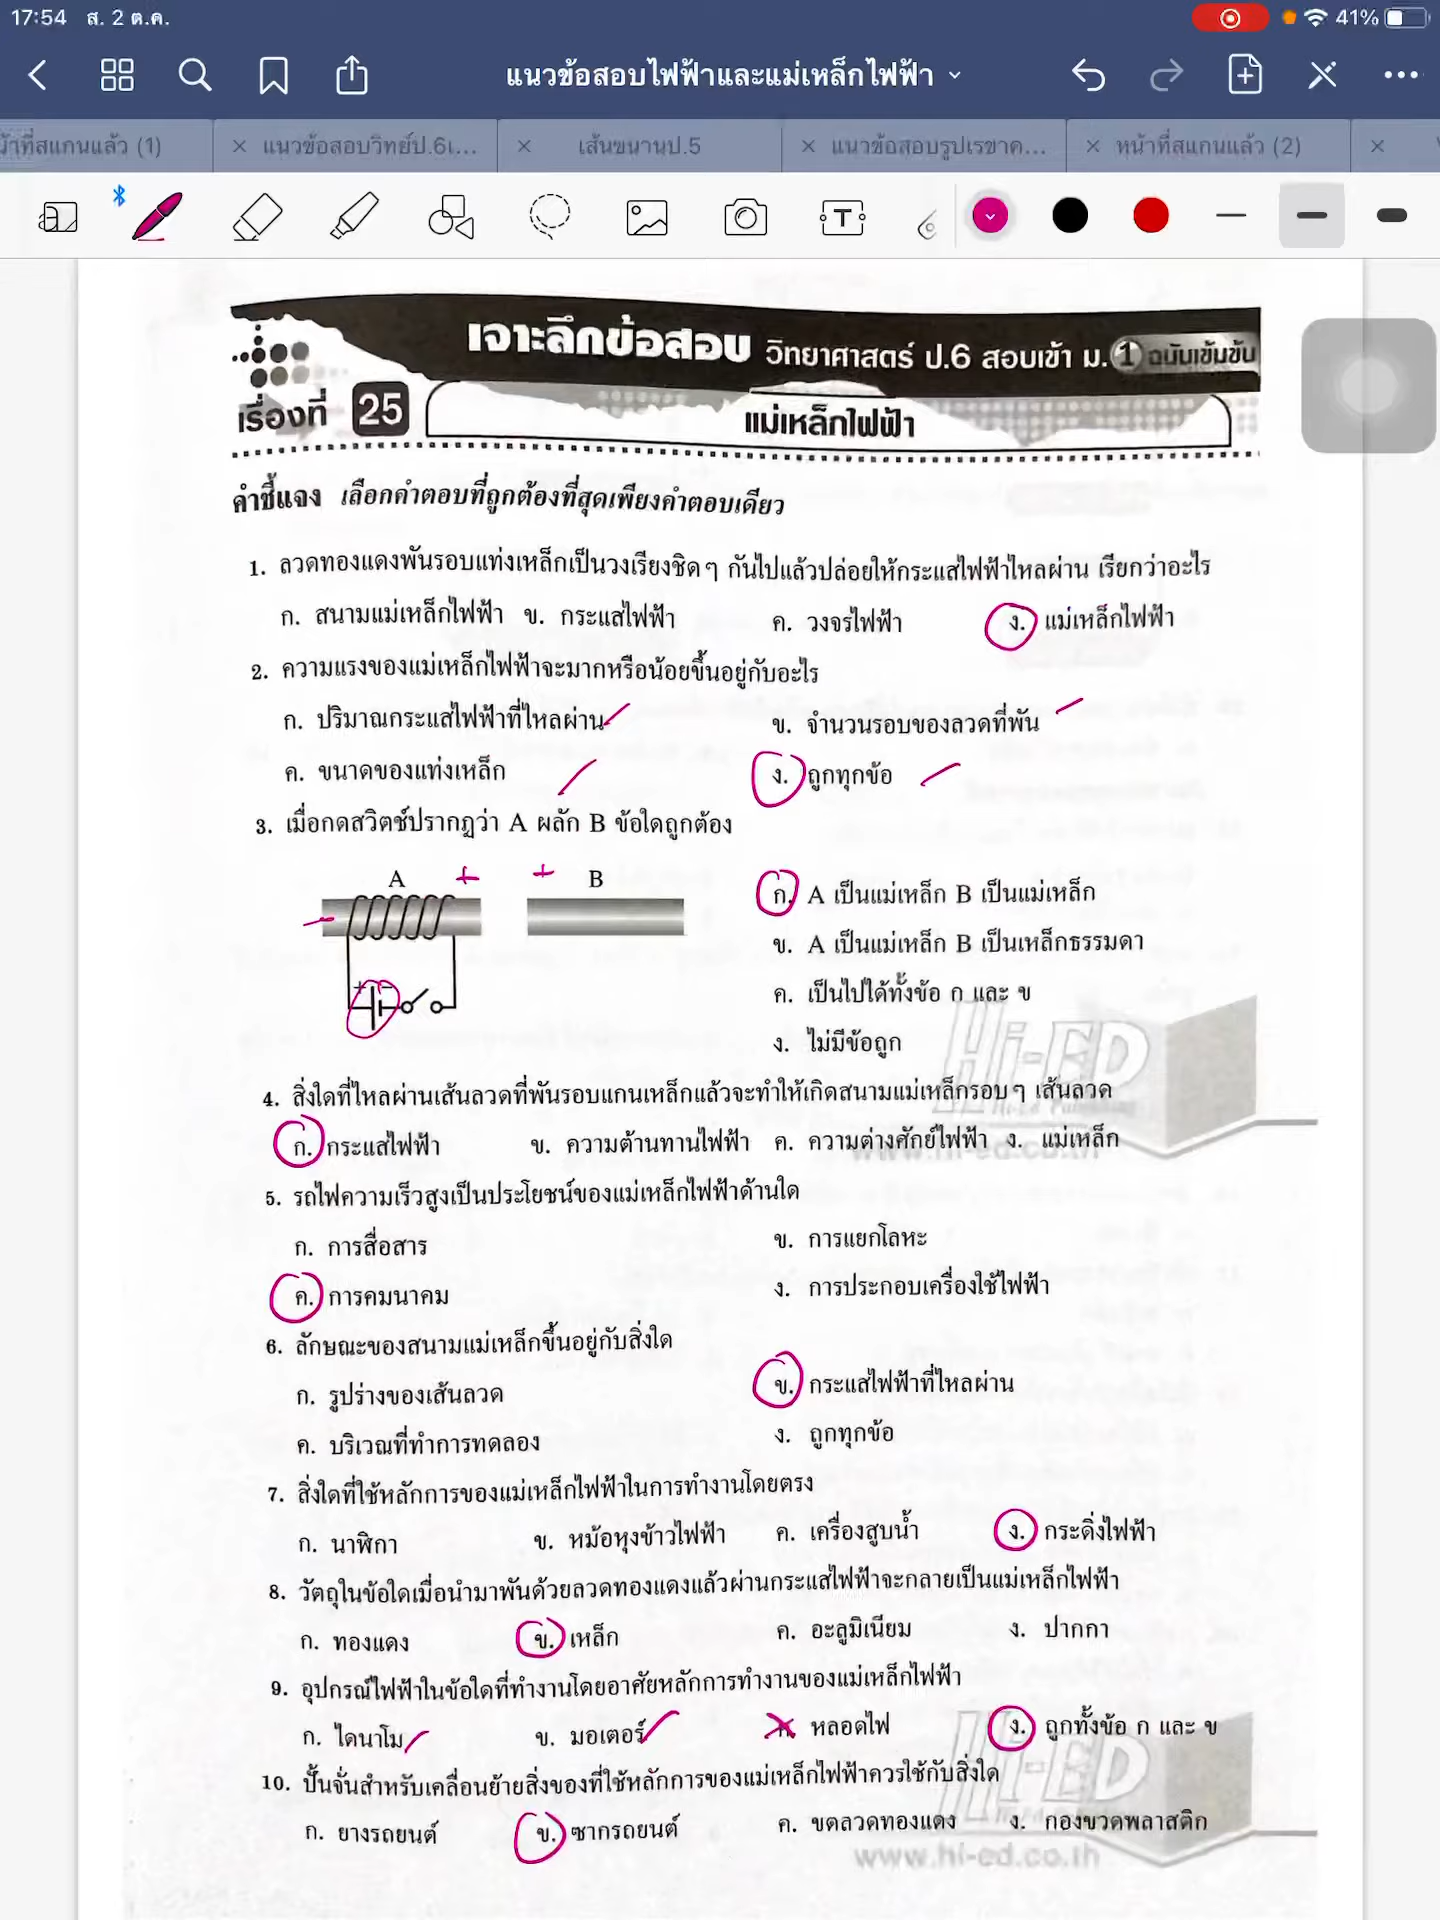 17:54 ส. 2 ต.ค. 41%
แนวข้อสอบไฟฟ้าและแม่เหล็กไฟฟ้า
น้าที่สแกนแล้ว (1) × แนวข้อสอบวิทย์ป.6เ... × เส้นขนานป.5 × แนวข้อสอบรูปเรขาค... × หน้าที่สแกนแล้ว (2) ×
เจาะลึกข้อสอบ วิทยาศาสตร์ ป.6 สอบเข้า ม.1 ฉบับเข้มข้น
เรื่องที่ 25 แม่เหล็กไฟฟ้า
คำชี้แจง เลือกคำตอบที่ถูกต้องที่สุดเพียงคำตอบเดียว
1. ลวดทองแดงพันรอบแท่งเหล็กเป็นวงเรียงชิดๆ กันไปแล้วปล่อยให้กระแสไฟฟ้าไหลผ่าน เรียกว่าอะไร
ก. สนามแม่เหล็กไฟฟ้า ข. กระแสไฟฟ้า ค. วงจรไฟฟ้า ง. แม่เหล็กไฟฟ้า
2. ความแรงของแม่เหล็กไฟฟ้าจะมากหรือน้อยขึ้นอยู่กับอะไร
ก. ปริมาณกระแสไฟฟ้าที่ไหลผ่าน ข. จำนวนรอบของลวดที่พัน
ค. ขนาดของแท่งเหล็ก ง. ถูกทุกข้อ
3. เมื่อกดสวิตช์ปรากฏว่า A ผลัก B ข้อใดถูกต้อง
A + + B
-
+ -
ก. A เป็นแม่เหล็ก B เป็นแม่เหล็ก
ข. A เป็นแม่เหล็ก B เป็นเหล็กธรรมดา
ค. เป็นไปได้ทั้งข้อ ก และ ข
ง. ไม่มีข้อถูก
Hi-ED
4. สิ่งใดที่ไหลผ่านเส้นลวดที่พันรอบแกนเหล็กแล้วจะทำให้เกิดสนามแม่เหล็กรอบๆ เส้นลวด
ก. กระแสไฟฟ้า ข. ความต้านทานไฟฟ้า ค. ความต่างศักย์ไฟฟ้า ง. แม่เหล็ก
www.hi-ed.co.th
5. รถไฟความเร็วสูงเป็นประโยชน์ของแม่เหล็กไฟฟ้าด้านใด
ก. การสื่อสาร ข. การแยกโลหะ
ค. การคมนาคม ง. การประกอบเครื่องใช้ไฟฟ้า
6. ลักษณะของสนามแม่เหล็กขึ้นอยู่กับสิ่งใด
ก. รูปร่างของเส้นลวด ข. กระแสไฟฟ้าที่ไหลผ่าน
ค. บริเวณที่ทำการทดลอง ง. ถูกทุกข้อ
7. สิ่งใดที่ใช้หลักการของแม่เหล็กไฟฟ้าในการทำงานโดยตรง
ก. นาฬิกา ข. หม้อหุงข้าวไฟฟ้า ค. เครื่องสูบน้ำ ง. กระดิ่งไฟฟ้า
8. วัตถุในข้อใดเมื่อนำมาพันด้วยลวดทองแดงแล้วผ่านกระแสไฟฟ้าจะกลายเป็นแม่เหล็กไฟฟ้า
ก. ทองแดง ข. เหล็ก ค. อะลูมิเนียม ง. ปากกา
9. อุปกรณ์ไฟฟ้าในข้อใดที่ทำงานโดยอาศัยหลักการทำงานของแม่เหล็กไฟฟ้า
ก. ไดนาโม ข. มอเตอร์ ค. หลอดไฟ ง. ถูกทั้งข้อ ก และ ข
Hi-ED
10. ปั้นจั่นสำหรับเคลื่อนย้ายสิ่งของที่ใช้หลักการของแม่เหล็กไฟฟ้าควรใช้กับสิ่งใด
ก. ยางรถยนต์ ข. ซากรถยนต์ ค. ขดลวดทองแดง ง. กองขวดพลาสติก
www.hi-ed.co.th